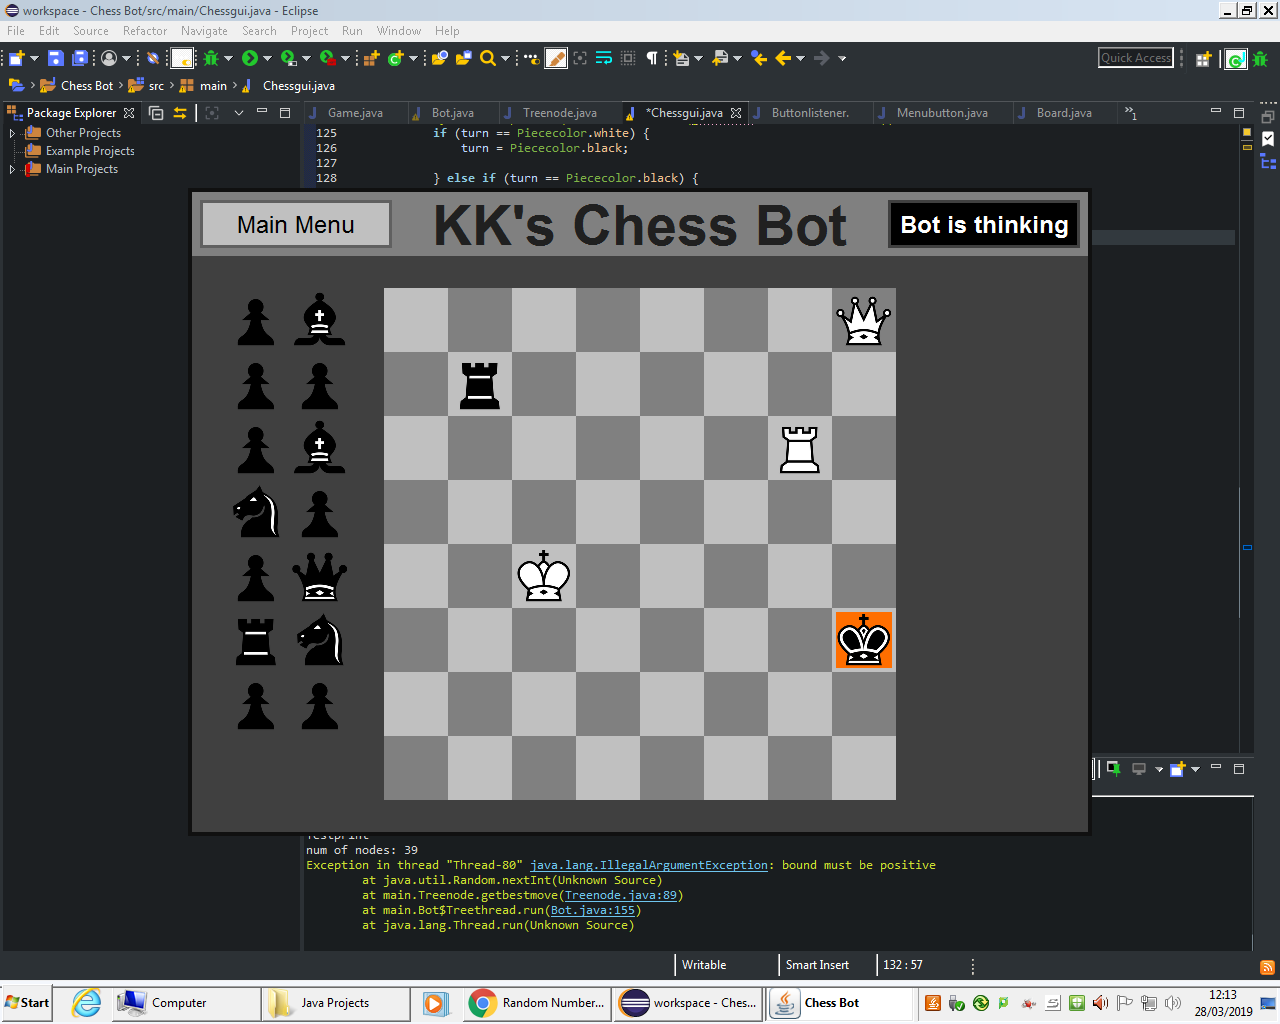 workspace - Chess Bot/src/main/Chessgui.java - Eclipse
File Edit Source Refactor Navigate Search Project Run Window Help
Quick Access
Chess Bot src main Chessgui.java
Package Explorer
Game.java Bot.java Treenode.java *Chessgui.java Buttonlistener. Menubutton.java Board.java 1
Other Projects
Example Projects
Main Projects
125 if (turn == Piececolor.white) {
126 turn = Piececolor.black;
127
128 } else if (turn == Piececolor.black) {
Main Menu
KK's Chess Bot
Bot is thinking
num of nodes: 39
Exception in thread "Thread-80" java.lang.IllegalArgumentException: bound must be positive
at java.util.Random.nextInt(Unknown Source)
at main.Treenode.getbestmove(Treenode.java:89)
at main.Bot$Treethread.run(Bot.java:155)
at java.lang.Thread.run(Unknown Source)
Writable Smart Insert 132 : 57
Start Computer Java Projects Random Number... workspace - Ches... Chess Bot
12:13
28/03/2019